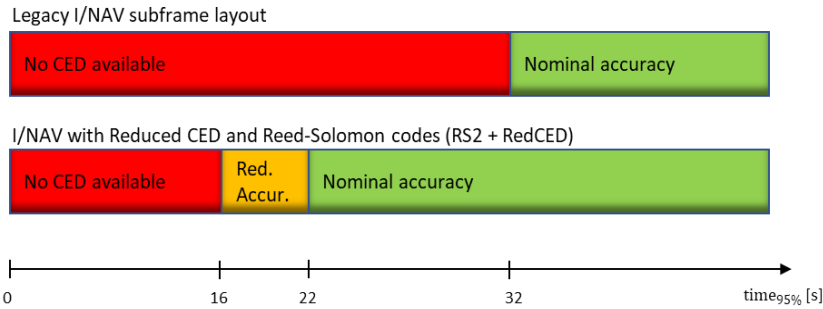 Legacy I/NAV subframe layout
No CED available
Nominal accuracy
I/NAV with Reduced CED and Reed-Solomon codes (RS2 + RedCED)
No CED available
Red.
Accur.
Nominal accuracy
0
16
22
32
time95% [s]